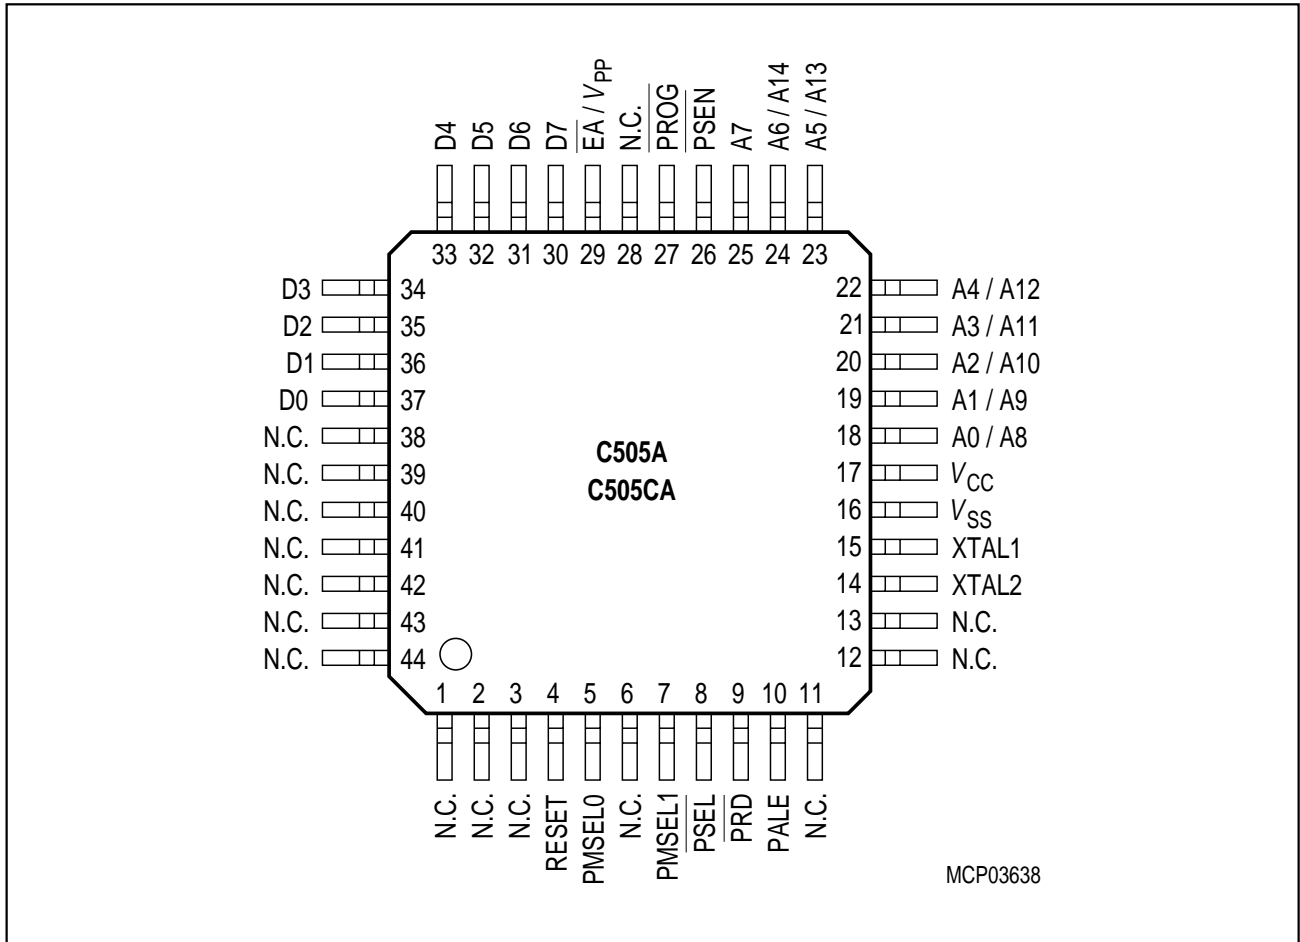 D4
D5
D6
D7
EA / VPP
N.C.
PROG
PSEN
A7
A6 / A14
A5 / A13
33 32 31 30 29 28 27 26 25 24 23
D3 34
D2 35
D1 36
D0 37
N.C. 38
N.C. 39
N.C. 40
N.C. 41
N.C. 42
N.C. 43
N.C. 44
C505A
C505CA
22 A4 / A12
21 A3 / A11
20 A2 / A10
19 A1 / A9
18 A0 / A8
17 VCC
16 VSS
15 XTAL1
14 XTAL2
13 N.C.
12 N.C.
1 2 3 4 5 6 7 8 9 10 11
N.C.
N.C.
N.C.
RESET
PMSEL0
N.C.
PMSEL1
PSEL
PRD
PALE
N.C.
MCP03638